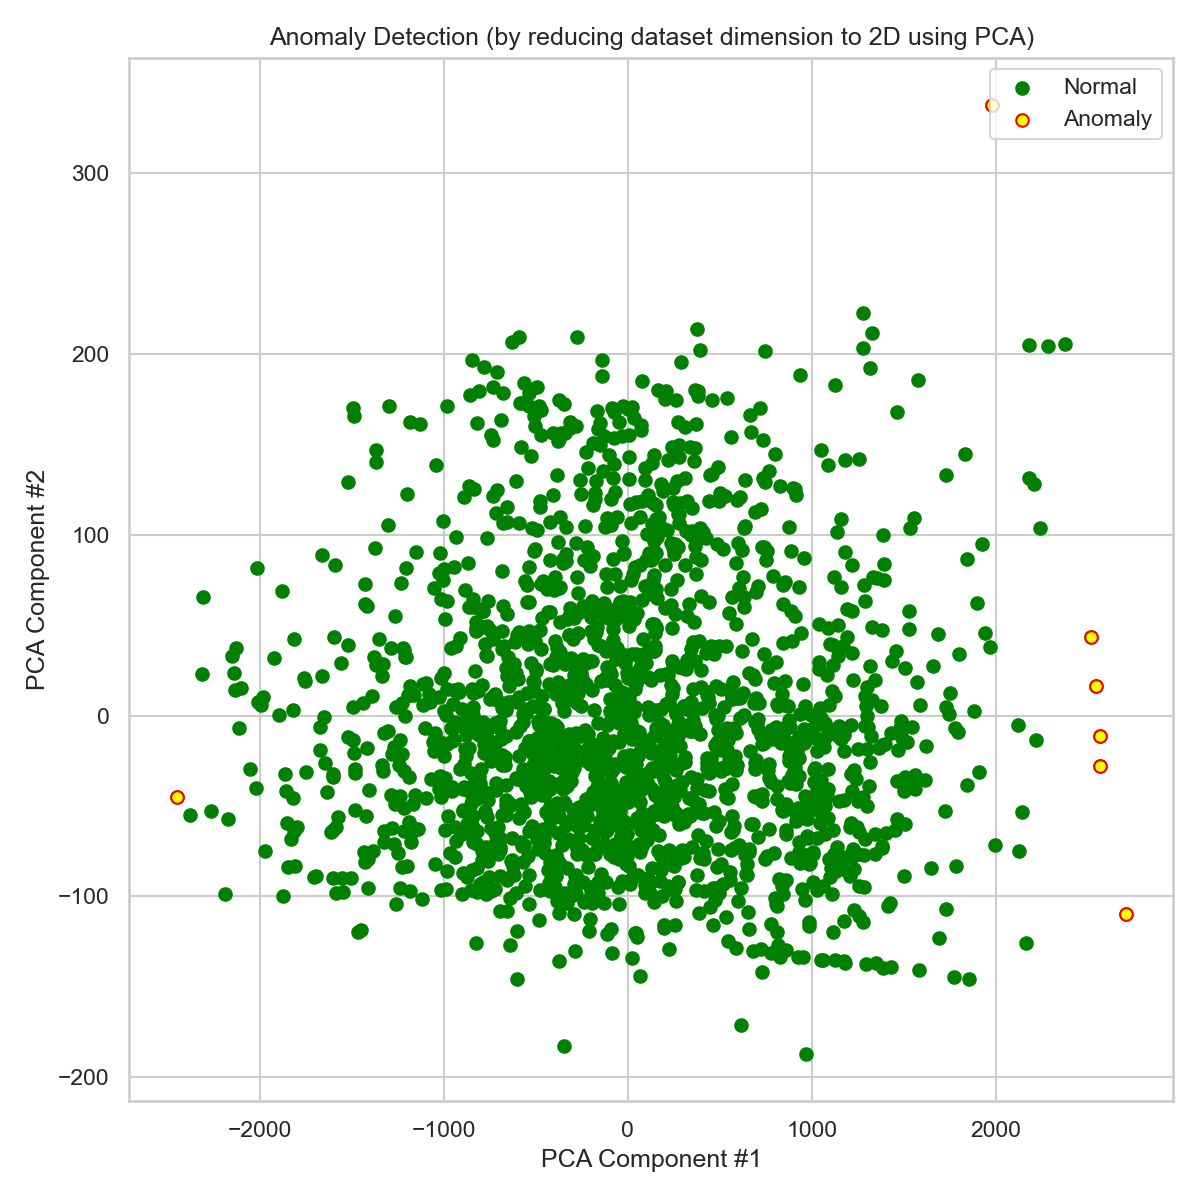 Anomaly Detection (by reducing dataset dimension to 2D using PCA)
Normal
Anomaly
300
200
100
0
−100
−200
PCA Component #2
−2000
−1000
0
1000
2000
PCA Component #1